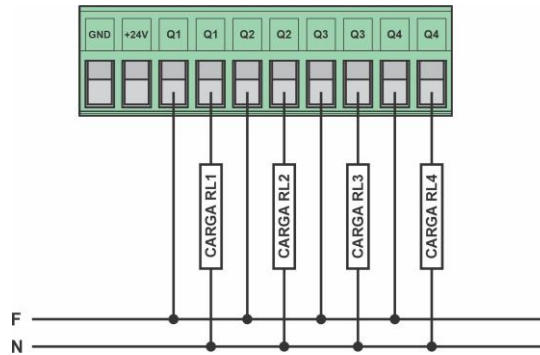 GND +24V Q1 Q1 Q2 Q2 Q3 Q3 Q4 Q4
CARGA RL1
CARGA RL2
CARGA RL3
CARGA RL4
F
N